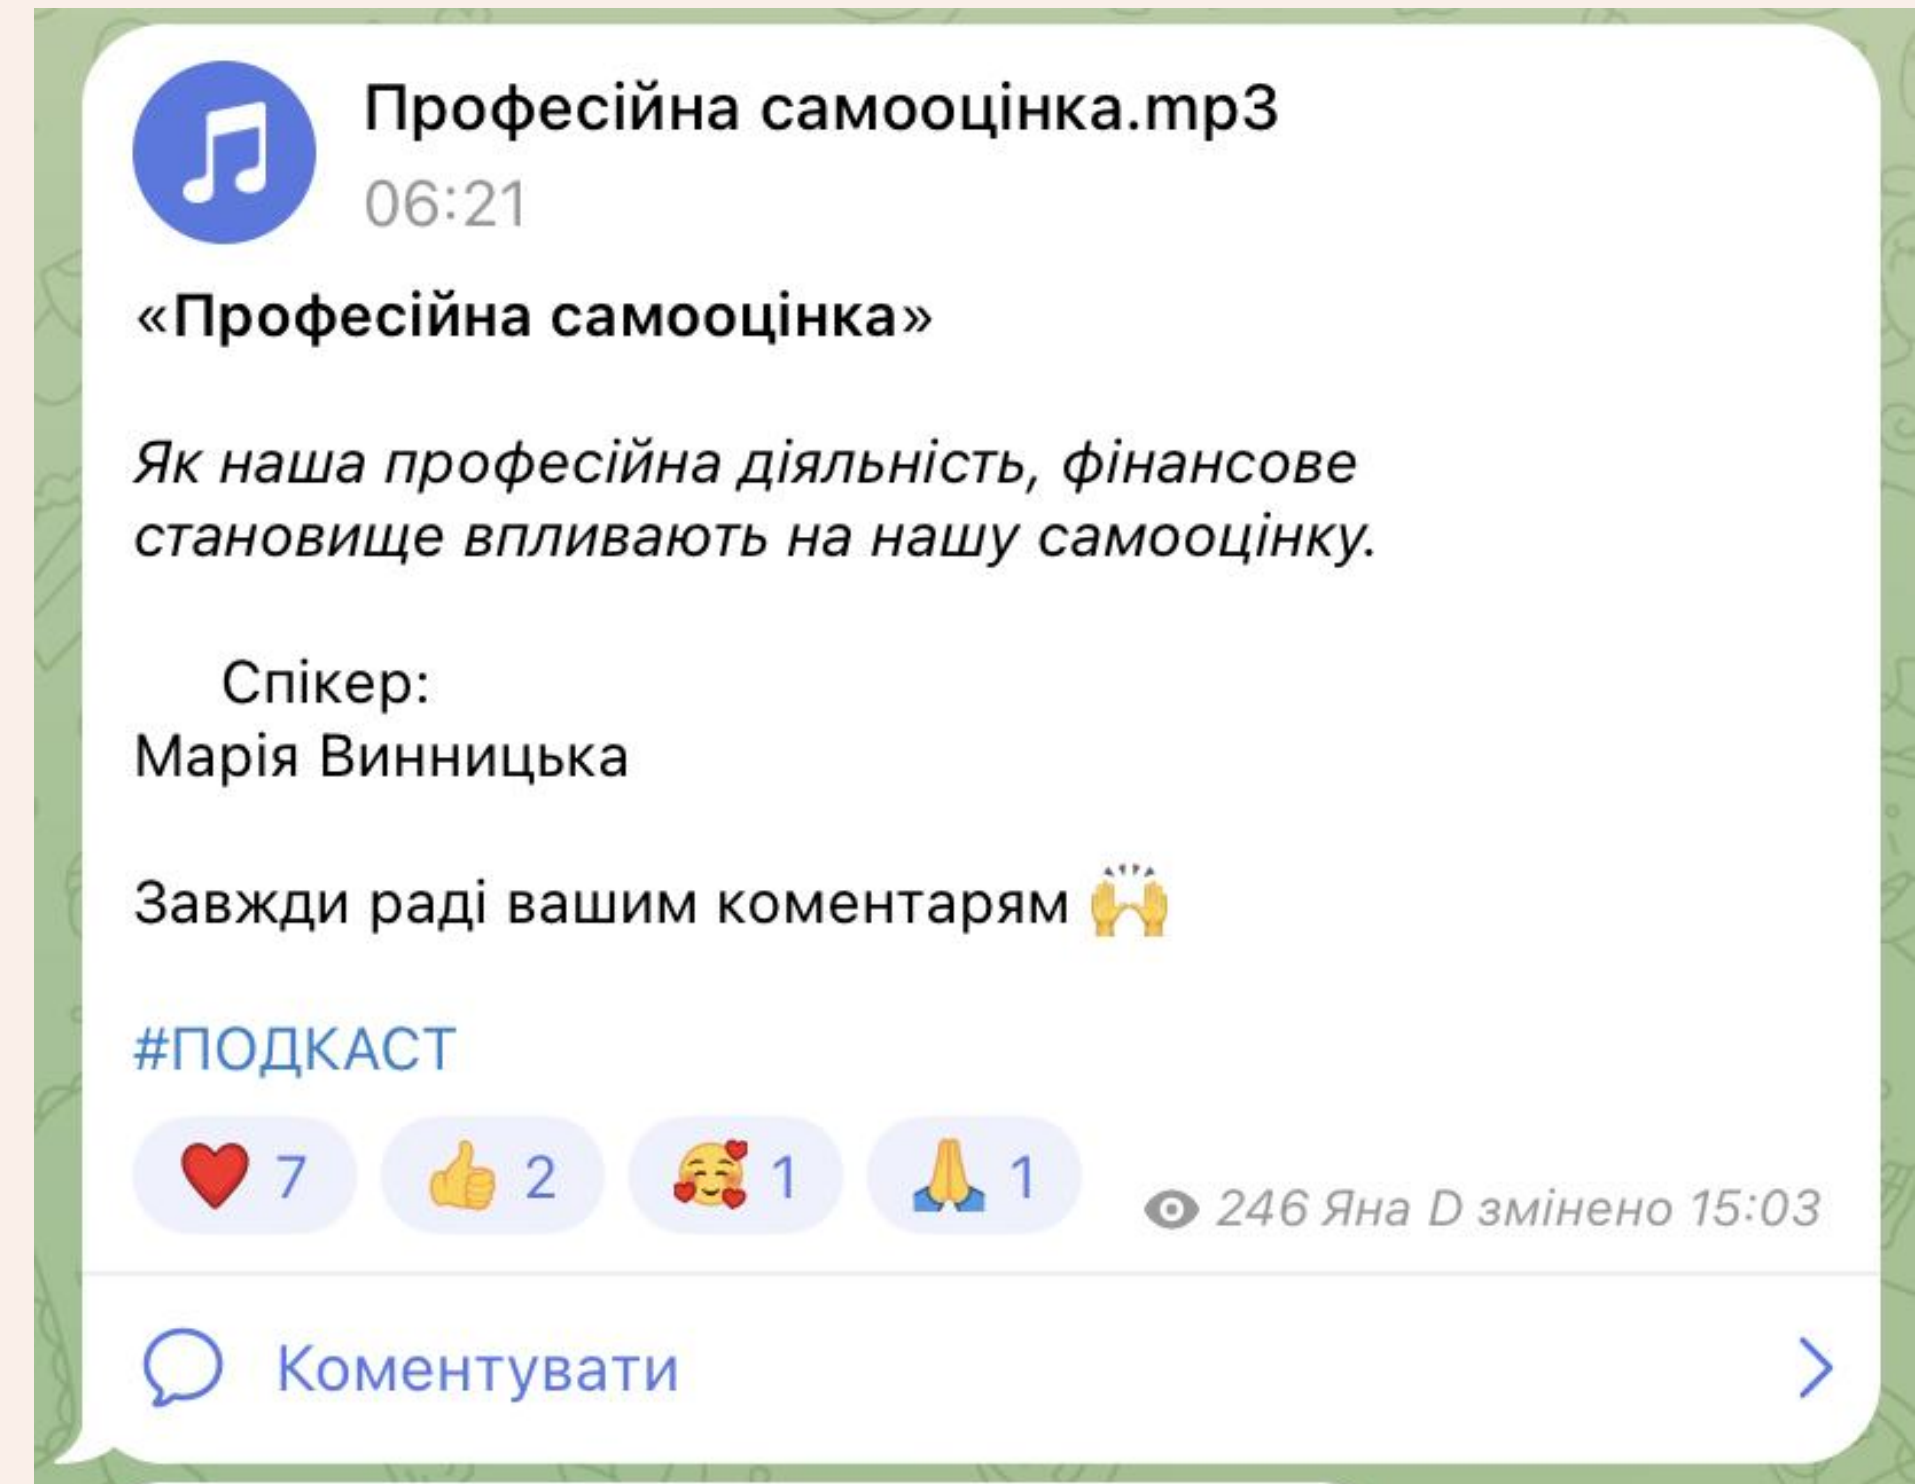 Професійна самооцінка.mp3
06:21
«Професійна самооцінка»
Як наша професійна діяльність, фінансове
становище впливають на нашу самооцінку.
Спікер:
Марія Винницька
Завжди раді вашим коментарям 🙌
#ПОДКАСТ
❤️ 7 👍 2 🥰 1 🙏 1 246 Яна D змінено 15:03
Коментувати